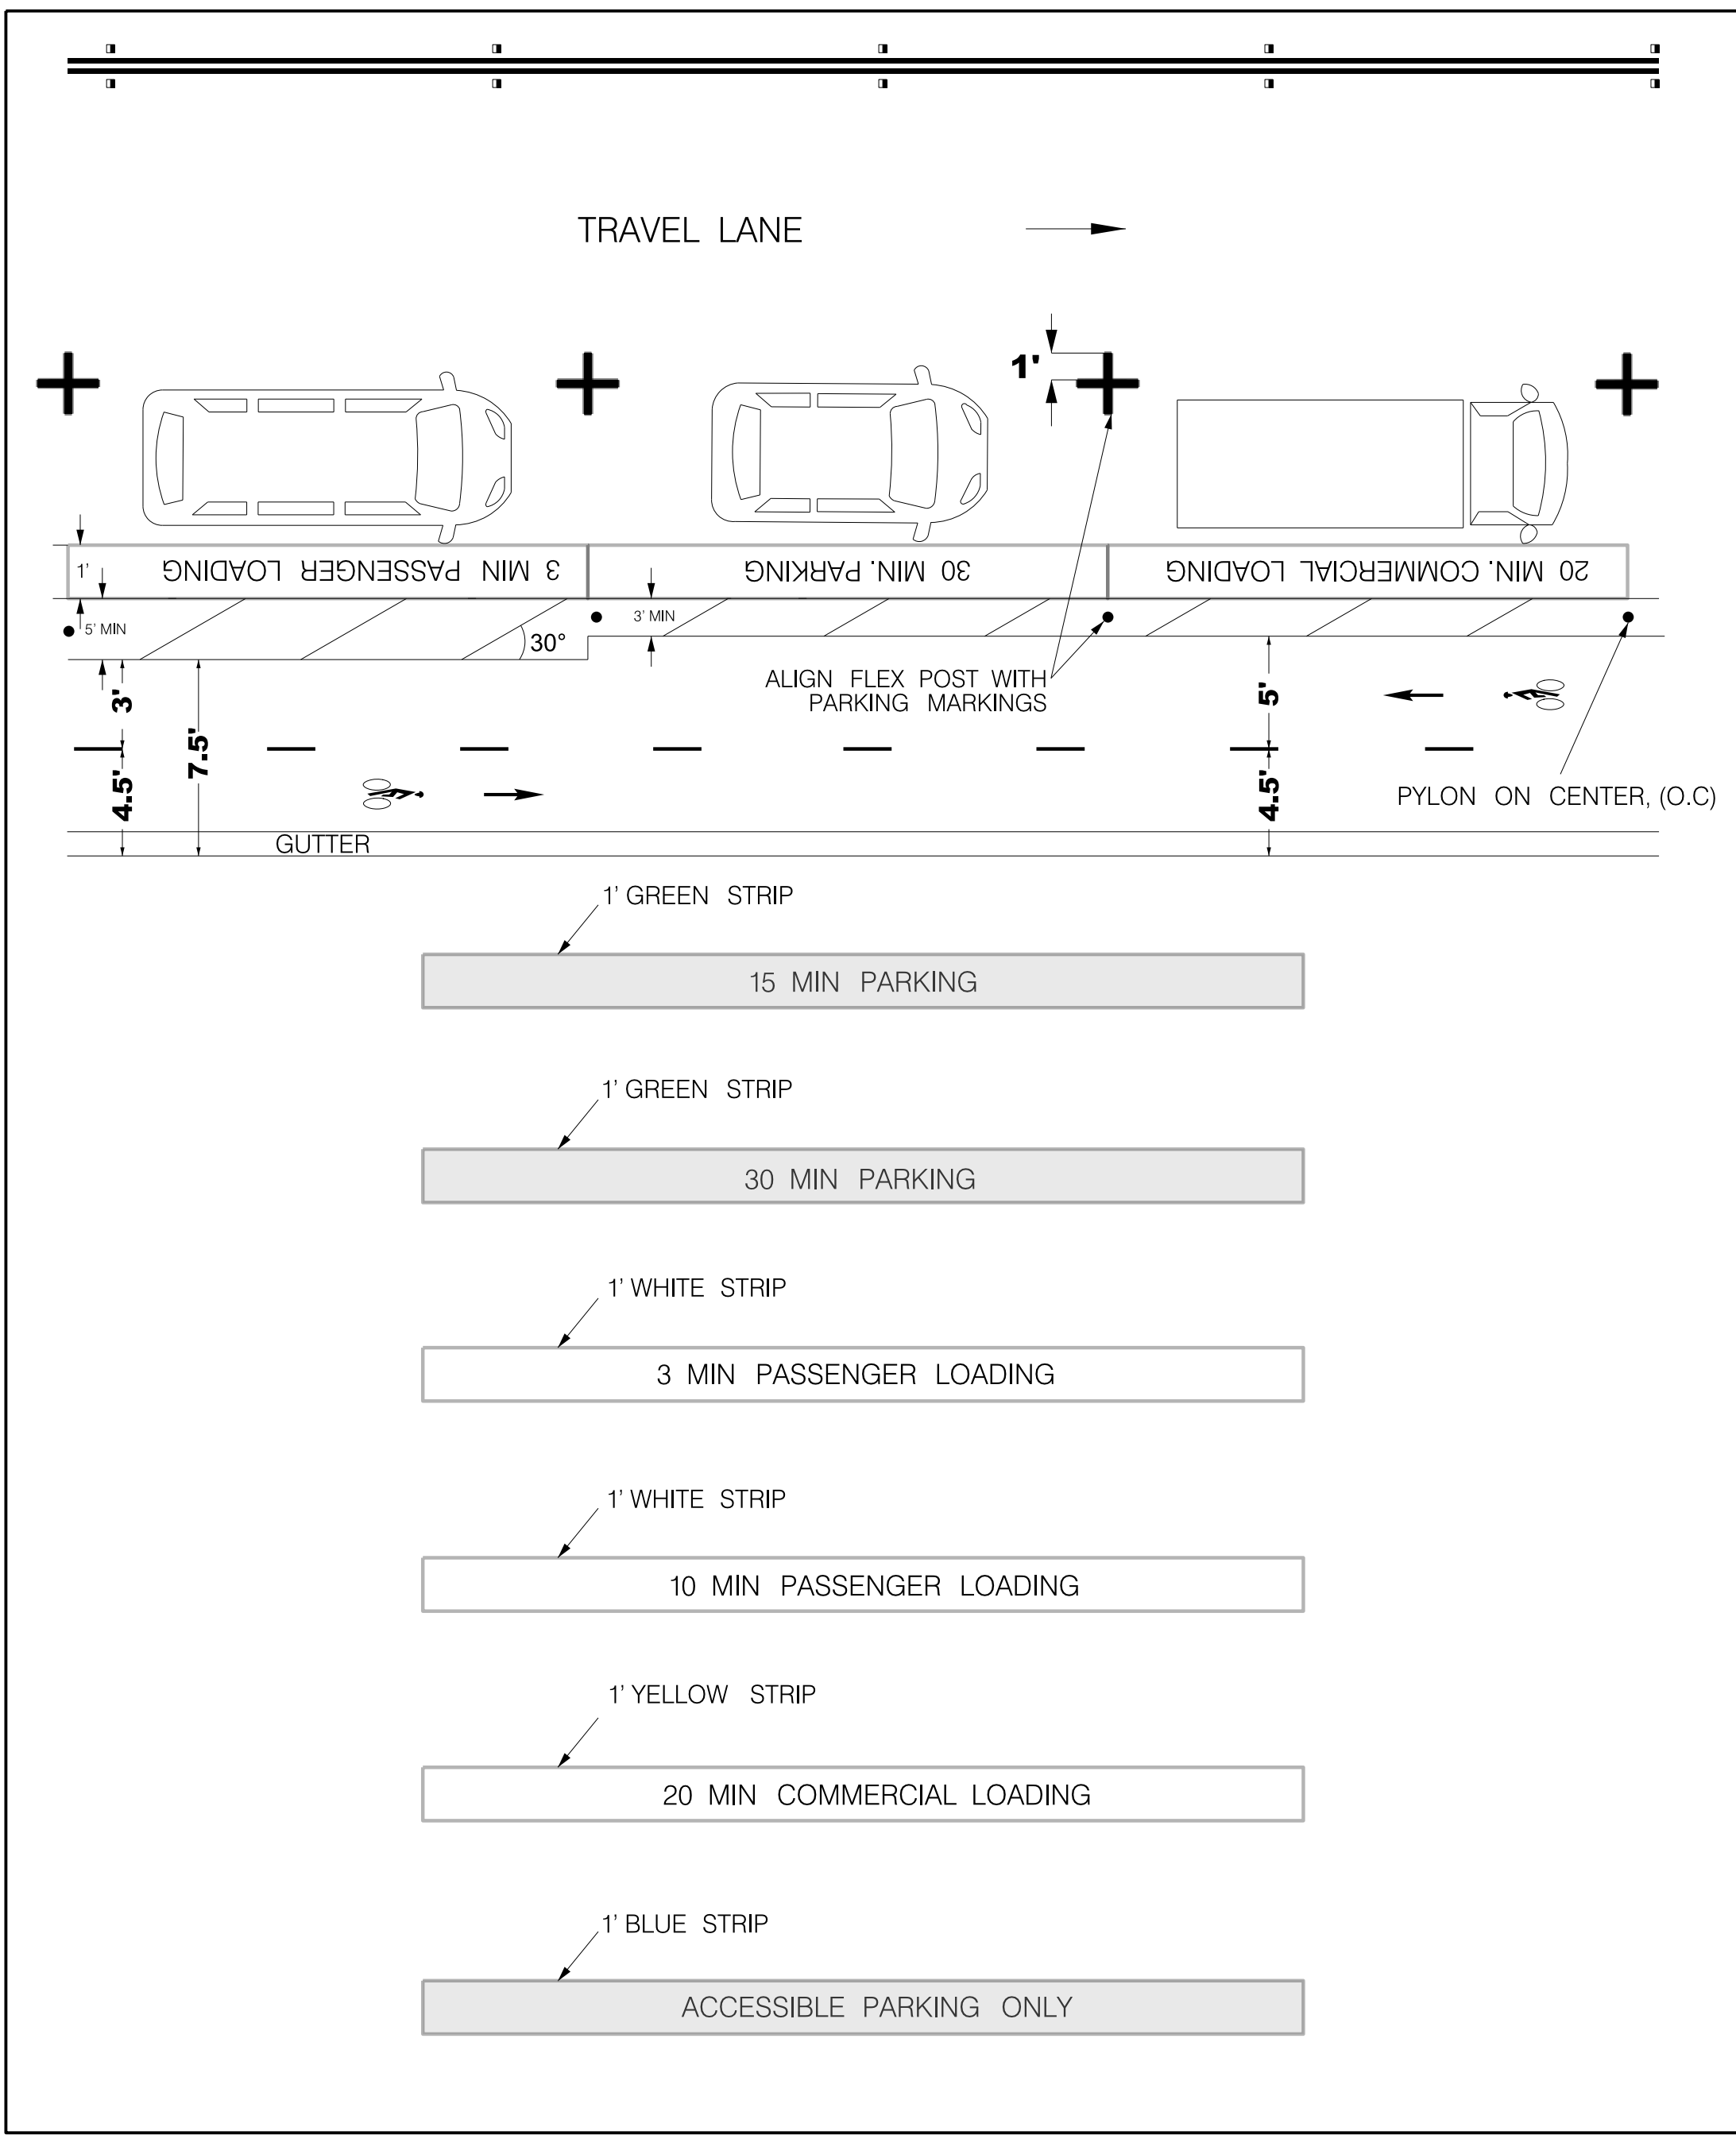 TRAVEL LANE
1'
1'
3 MIN PASSENGER LOADING
30 MIN. PARKING
20 MIN. COMMERCIAL LOADING
5' MIN
30°
3' MIN
ALIGN FLEX POST WITH
PARKING MARKINGS
3'
7.5'
5'
4.5'
4.5'
PYLON ON CENTER, (O.C)
GUTTER
1' GREEN STRIP
15 MIN PARKING
1' GREEN STRIP
30 MIN PARKING
1' WHITE STRIP
3 MIN PASSENGER LOADING
1' WHITE STRIP
10 MIN PASSENGER LOADING
1' YELLOW STRIP
20 MIN COMMERCIAL LOADING
1' BLUE STRIP
ACCESSIBLE PARKING ONLY